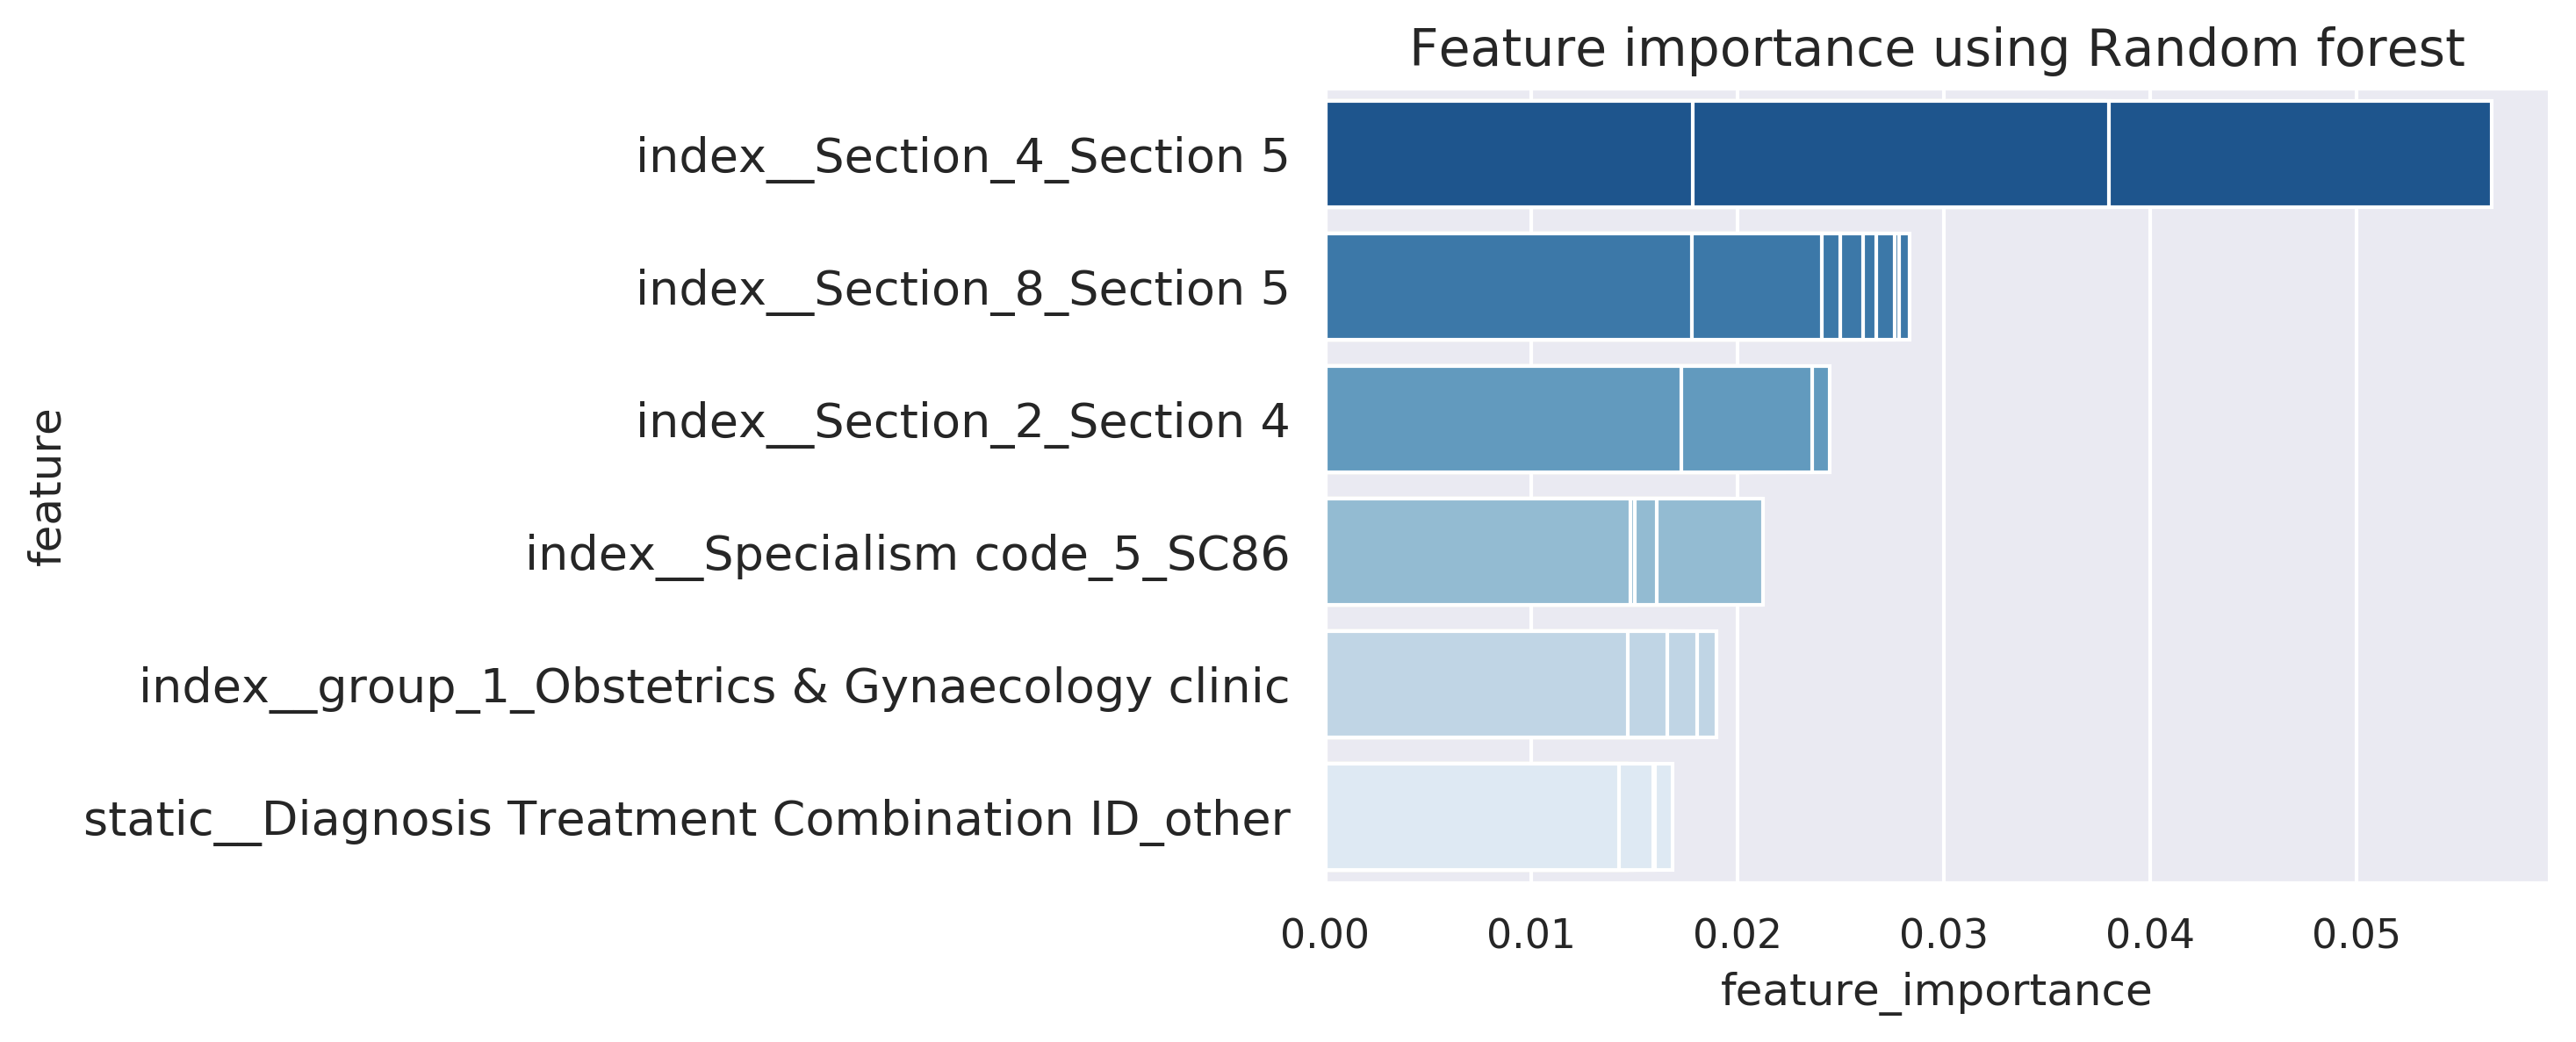 Feature importance using Random forest
index__Section_4_Section 5
index__Section_8_Section 5
index__Section_2_Section 4
index__Specialism code_5_SC86
index__group_1_Obstetrics & Gynaecology clinic
static__Diagnosis Treatment Combination ID_other
feature
0.00 0.01 0.02 0.03 0.04 0.05
feature_importance